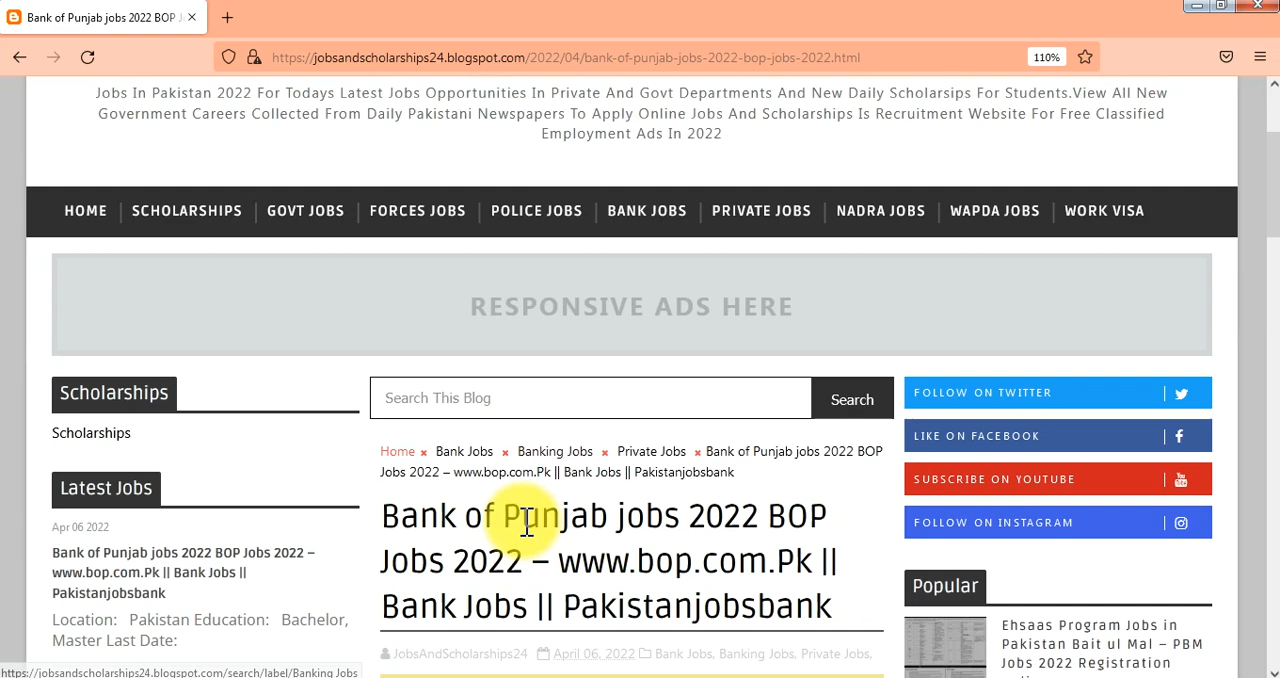 Bank of Punjab jobs 2022 BOP J
https://jobsandscholarships24.blogspot.com/2022/04/bank-of-punjab-jobs-2022-bop-jobs-2022.html
110%
Jobs In Pakistan 2022 For Todays Latest Jobs Opportunities In Private And Govt Departments And New Daily Scholarsips For Students.View All New
Government Careers Collected From Daily Pakistani Newspapers To Apply Online Jobs And Scholarships Is Recruitment Website For Free Classified
Employment Ads In 2022
HOME
SCHOLARSHIPS
GOVT JOBS
FORCES JOBS
POLICE JOBS
BANK JOBS
PRIVATE JOBS
NADRA JOBS
WAPDA JOBS
WORK VISA
RESPONSIVE ADS HERE
Scholarships
Scholarships
Latest Jobs
Apr 06 2022
Bank of Punjab jobs 2022 BOP Jobs 2022 –
www.bop.com.Pk || Bank Jobs ||
Pakistanjobsbank
Location: Pakistan Education: Bachelor,
Master Last Date:
https://jobsandscholarships24.blogspot.com/search/label/Banking Jobs
Search This Blog
Search
Home × Bank Jobs × Banking Jobs × Private Jobs × Bank of Punjab jobs 2022 BOP
Jobs 2022 – www.bop.com.Pk || Bank Jobs || Pakistanjobsbank
Bank of Punjab jobs 2022 BOP
Jobs 2022 – www.bop.com.Pk ||
Bank Jobs || Pakistanjobsbank
JobsAndScholarships24 April 06, 2022 Bank Jobs, Banking Jobs, Private Jobs,
FOLLOW ON TWITTER
LIKE ON FACEBOOK
SUBSCRIBE ON YOUTUBE
FOLLOW ON INSTAGRAM
Popular
Ehsaas Program Jobs in
Pakistan Bait ul Mal – PBM
Jobs 2022 Registration